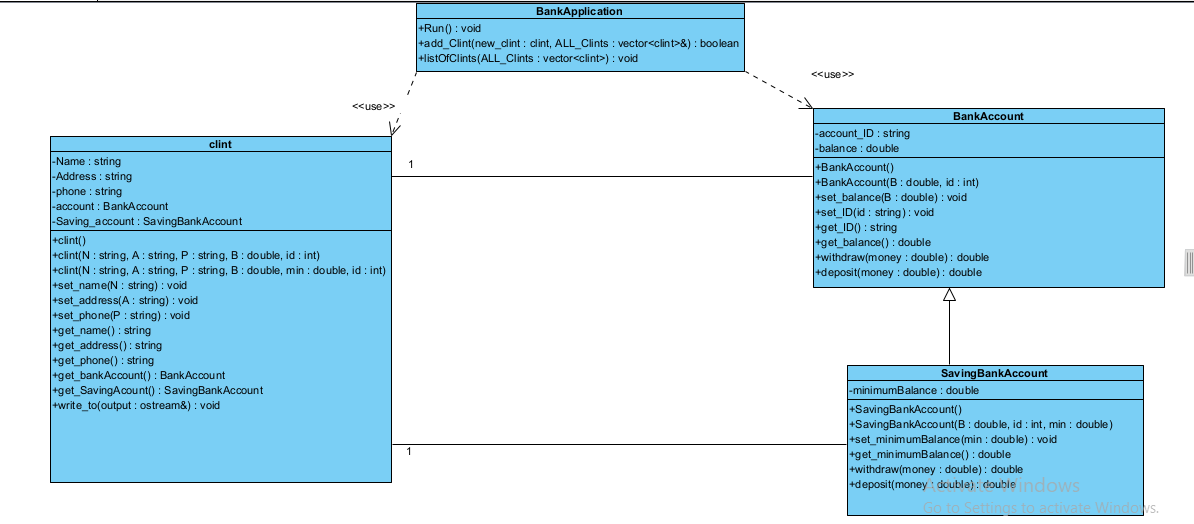 BankApplication
+Run() : void
+add_Clint(new_clint : clint, ALL_Clints : vector<clint>&) : boolean
+listOfClints(ALL_Clints : vector<clint>) : void
<<use>>
<<use>>
clint
-Name : string
-Address : string
-phone : string
-account : BankAccount
-Saving_account : SavingBankAccount
+clint()
+clint(N : string, A : string, P : string, B : double, id : int)
+clint(N : string, A : string, P : string, B : double, min : double, id : int)
+set_name(N : string) : void
+set_address(A : string) : void
+set_phone(P : string) : void
+get_name() : string
+get_address() : string
+get_phone() : string
+get_bankAccount() : BankAccount
+get_SavingAcount() : SavingBankAccount
+write_to(output : ostream&) : void
1
1
BankAccount
-account_ID : string
-balance : double
+BankAccount()
+BankAccount(B : double, id : int)
+set_balance(B : double) : void
+set_ID(id : string) : void
+get_ID() : string
+get_balance() : double
+withdraw(money : double) : double
+deposit(money : double) : double
SavingBankAccount
-minimumBalance : double
+SavingBankAccount()
+SavingBankAccount(B : double, id : int, min : double)
+set_minimumBalance(min : double) : void
+get_minimumBalance() : double
+withdraw(money : double) : double
+deposit(money : double) : double
Activate Windows
Go to Settings to activate Windows.